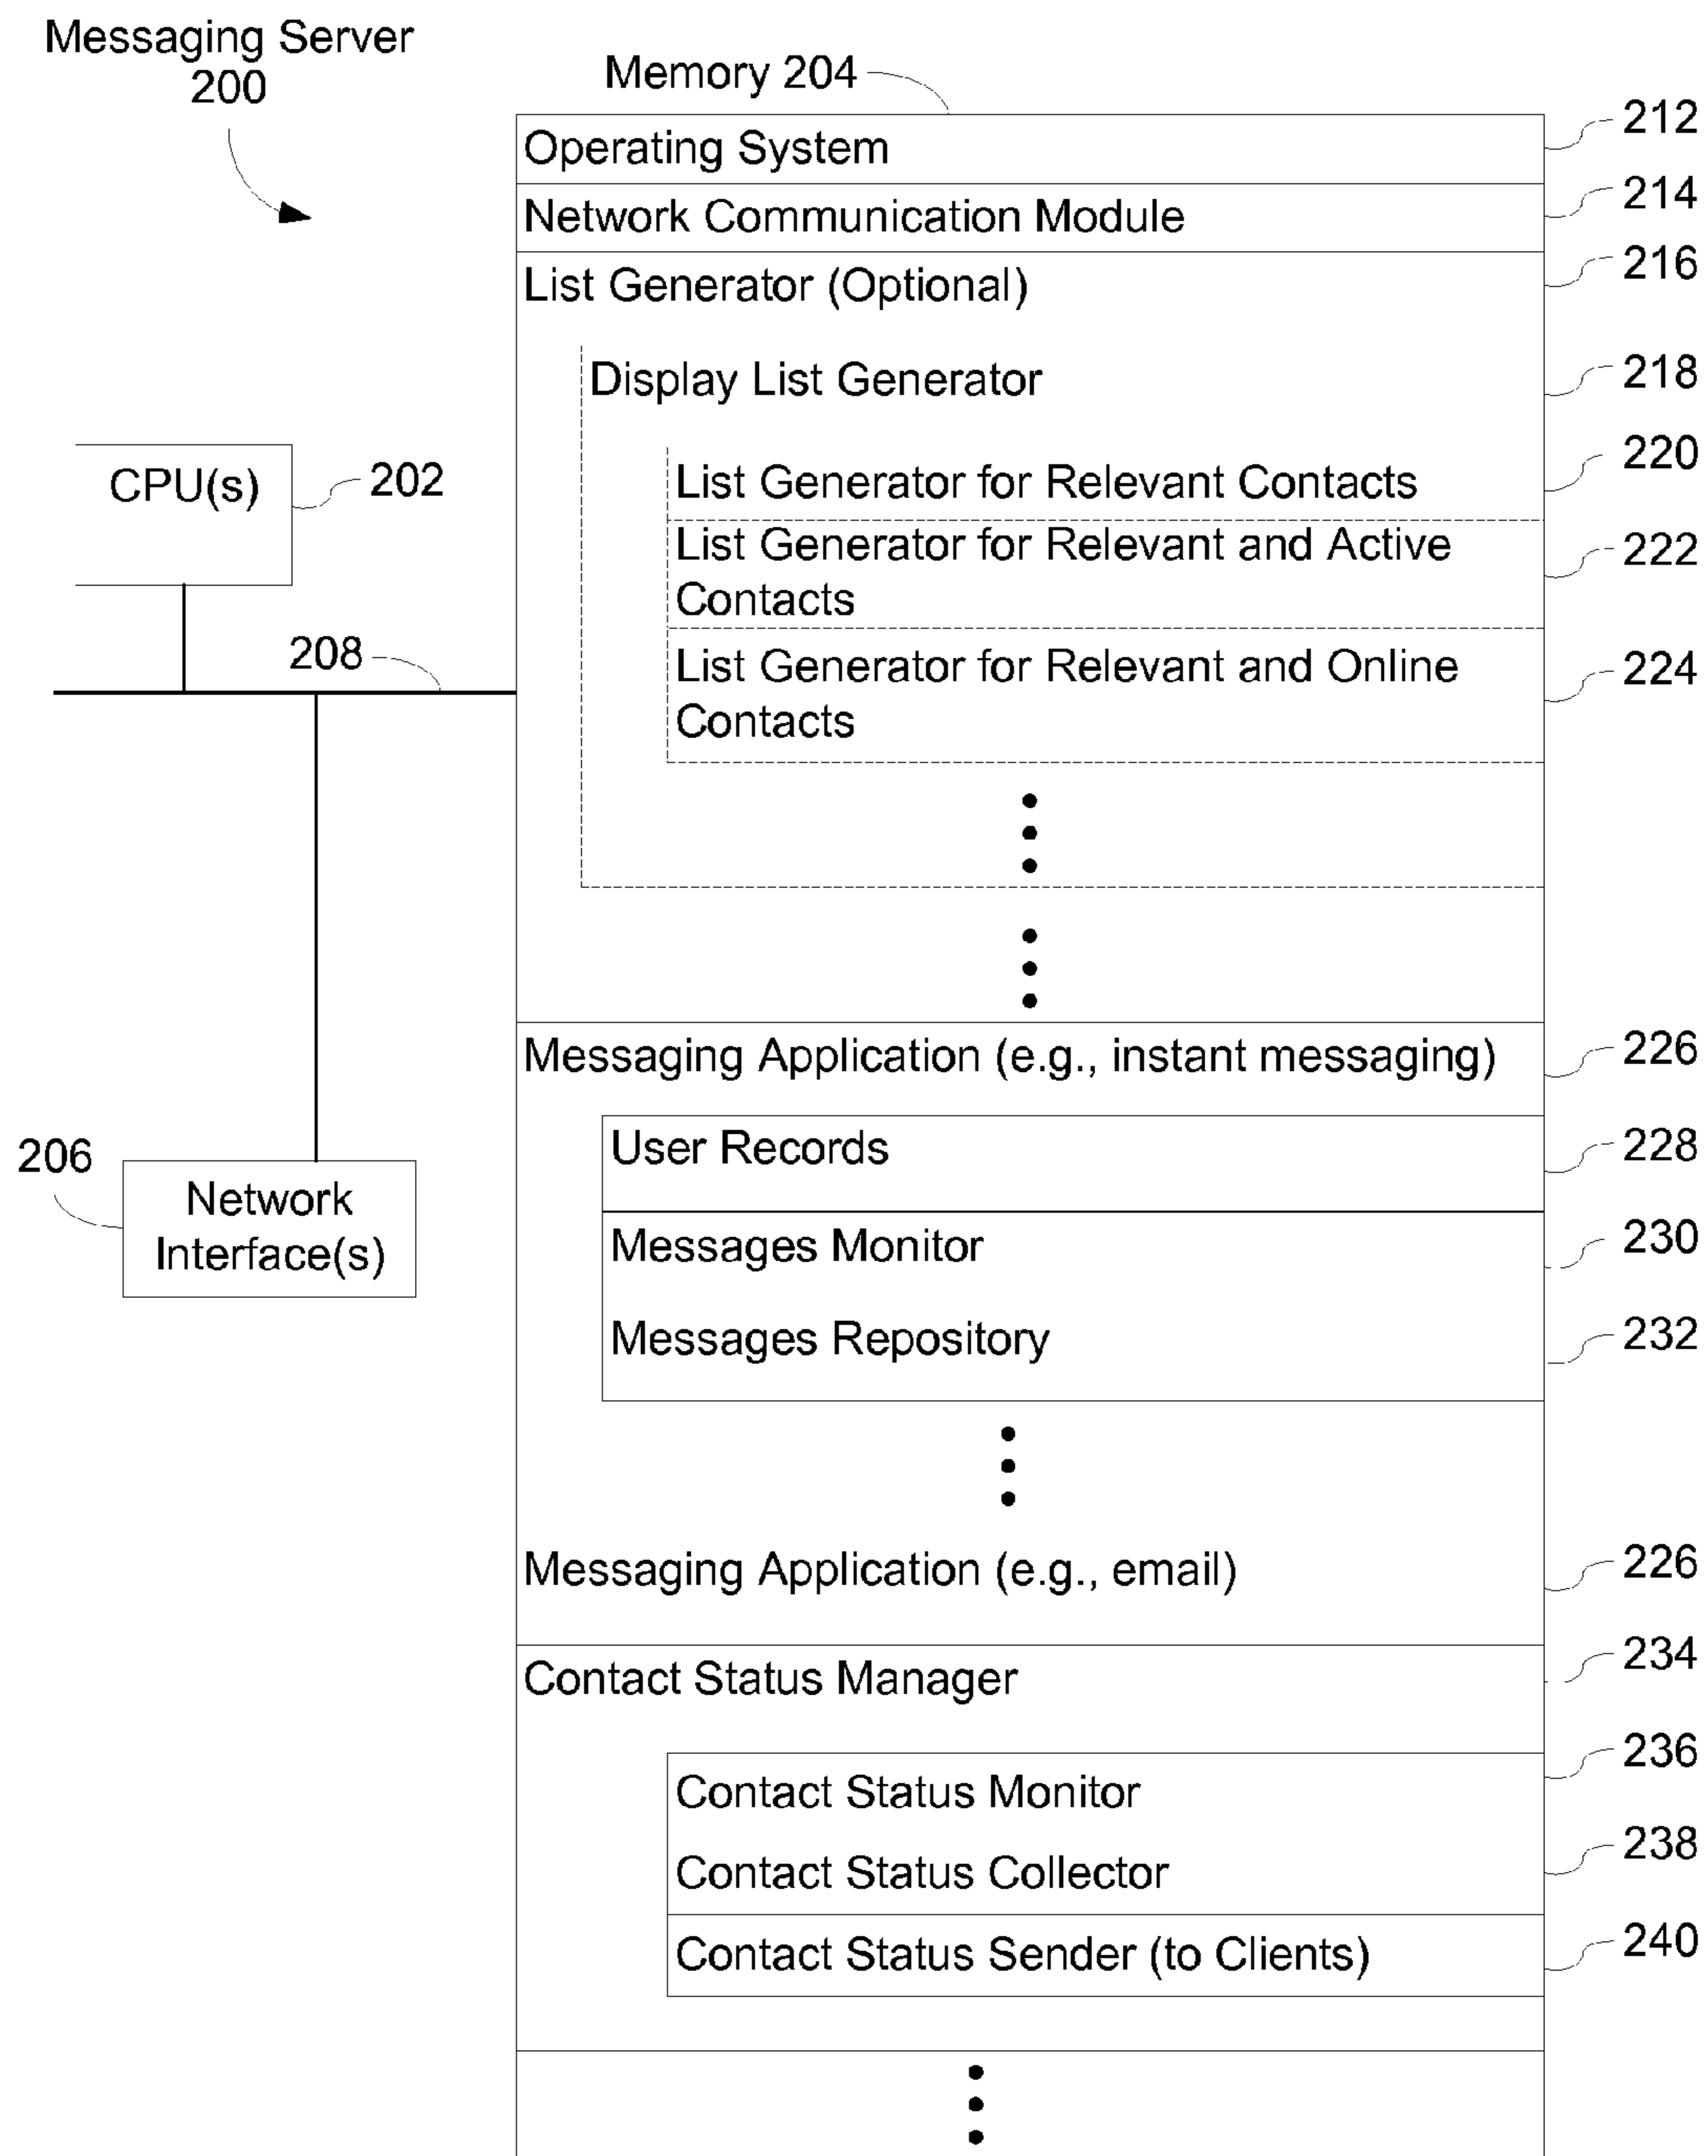 Messaging Server
200
Memory 204
Operating System
212
Network Communication Module
214
List Generator (Optional)
216
Display List Generator
218
CPU(s)
202
List Generator for Relevant Contacts
220
List Generator for Relevant and Active
Contacts
222
208
List Generator for Relevant and Online
Contacts
224
Messaging Application (e.g., instant messaging)
226
User Records
228
206
Network
Interface(s)
Messages Monitor
230
Messages Repository
232
Messaging Application (e.g., email)
226
Contact Status Manager
234
Contact Status Monitor
236
Contact Status Collector
238
Contact Status Sender (to Clients)
240